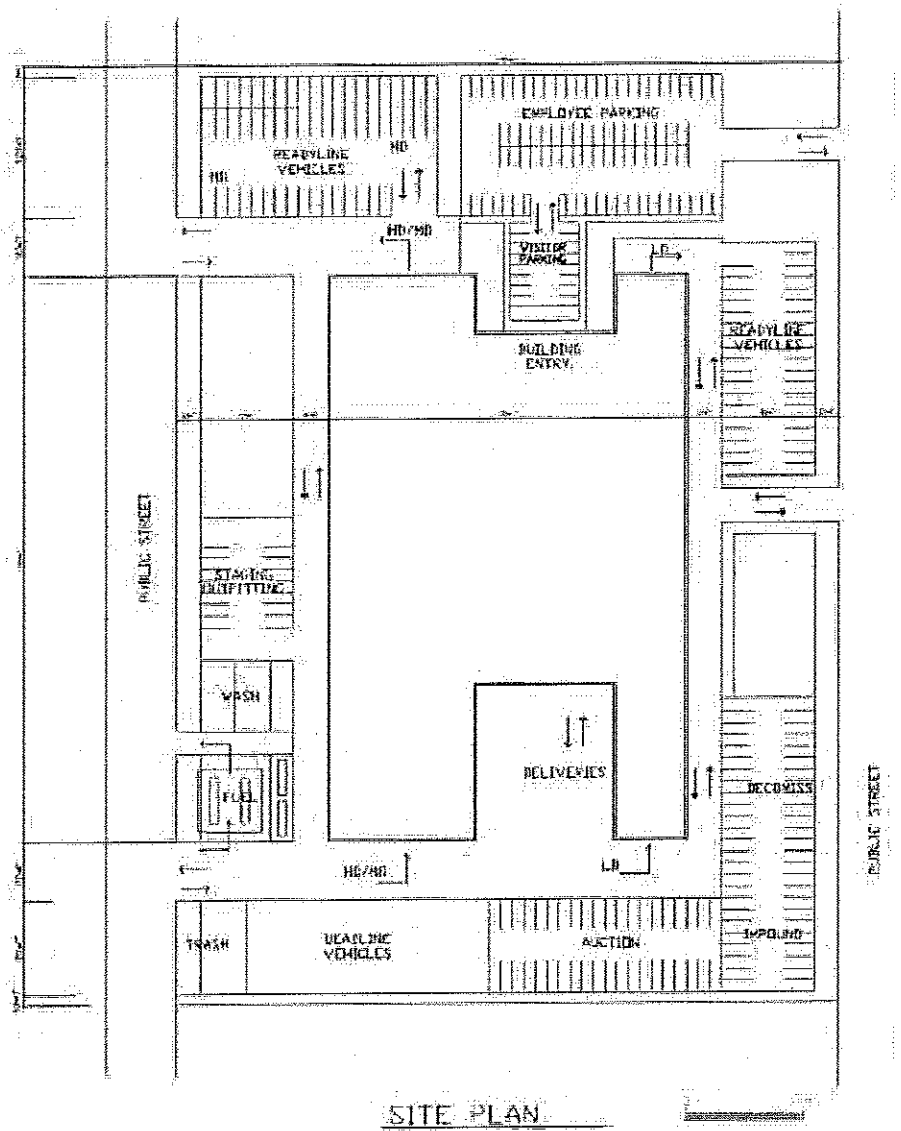 EMPLOYEE PARKING
READYLINE
VEHICLES
MD
HD
HD/MD
VISITOR
PARKING
LD
BUILDING
ENTRY
READYLINE
VEHICLES
PUBLIC STREET
STAGING
OUTFITTING
WASH
FUEL
DELIVERIES
DECOMISS
PUBLIC STREET
HD/MD
LD
TRASH
DEADLINE
VEHICLES
AUCTION
IMPOUND
SITE PLAN